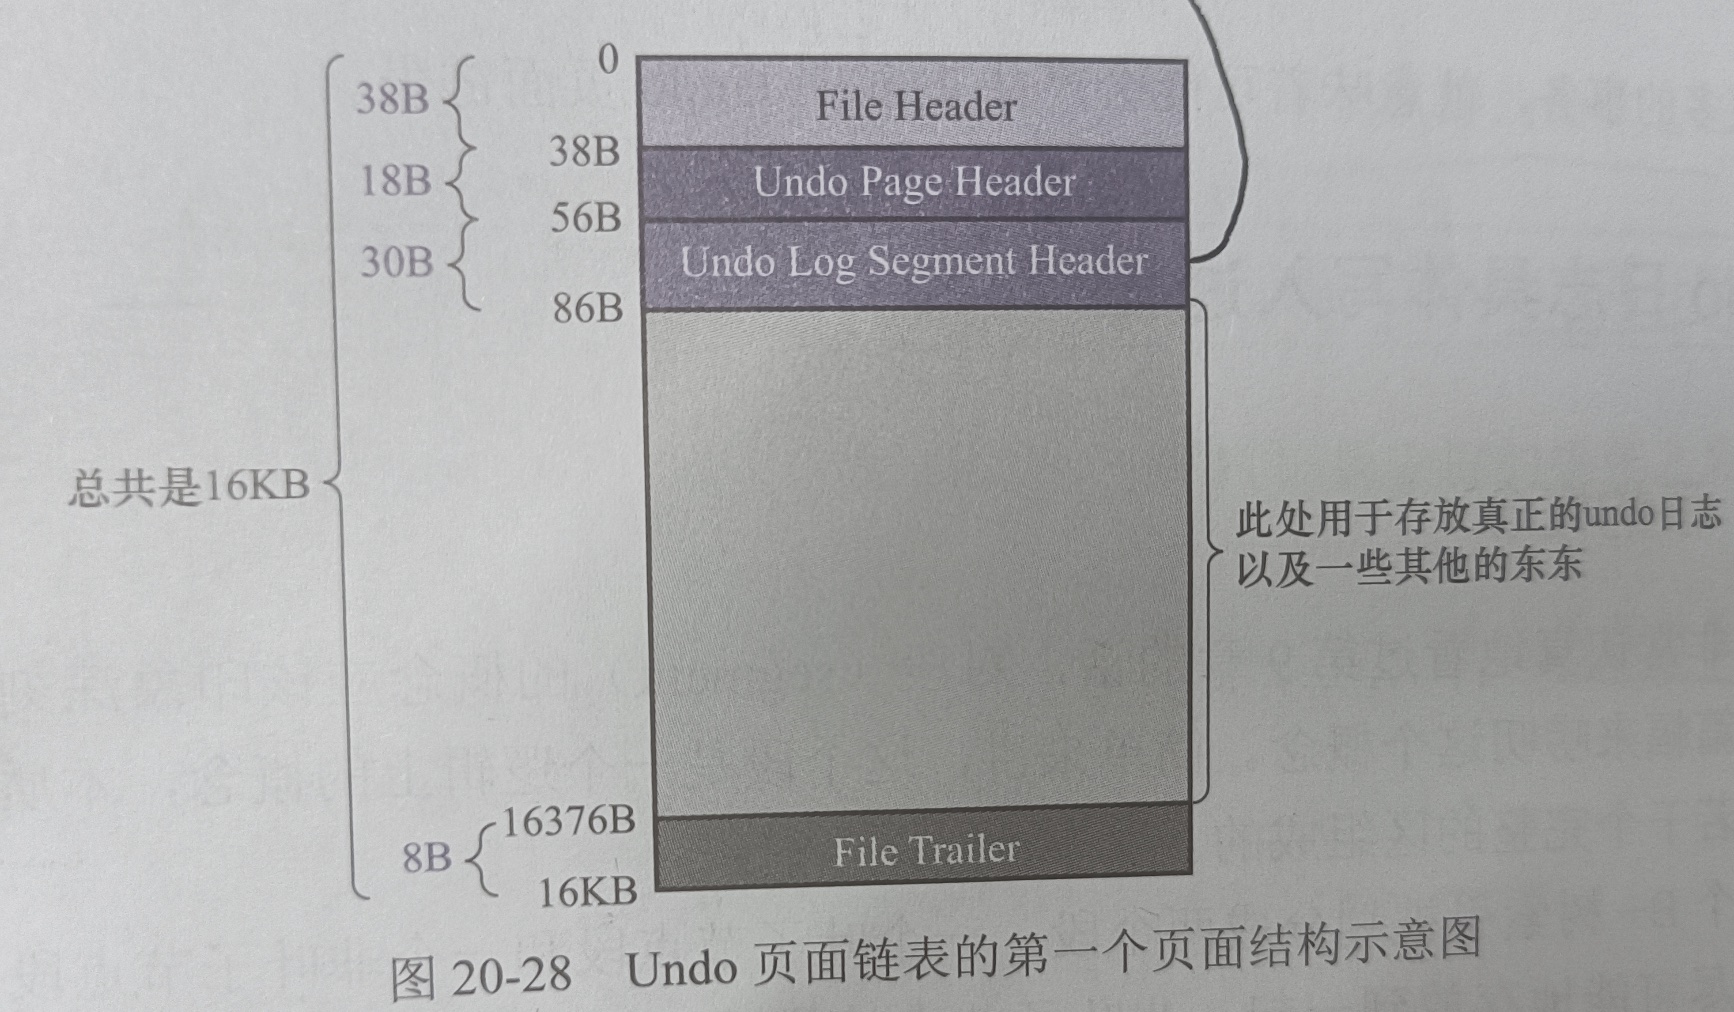 0
38B
File Header
38B
18B
Undo Page Header
56B
30B
Undo Log Segment Header
86B
总共是16KB
此处用于存放真正的undo日志
以及一些其他的东东
16376B
8B
File Trailer
16KB
图 20-28 Undo 页面链表的第一个页面结构示意图